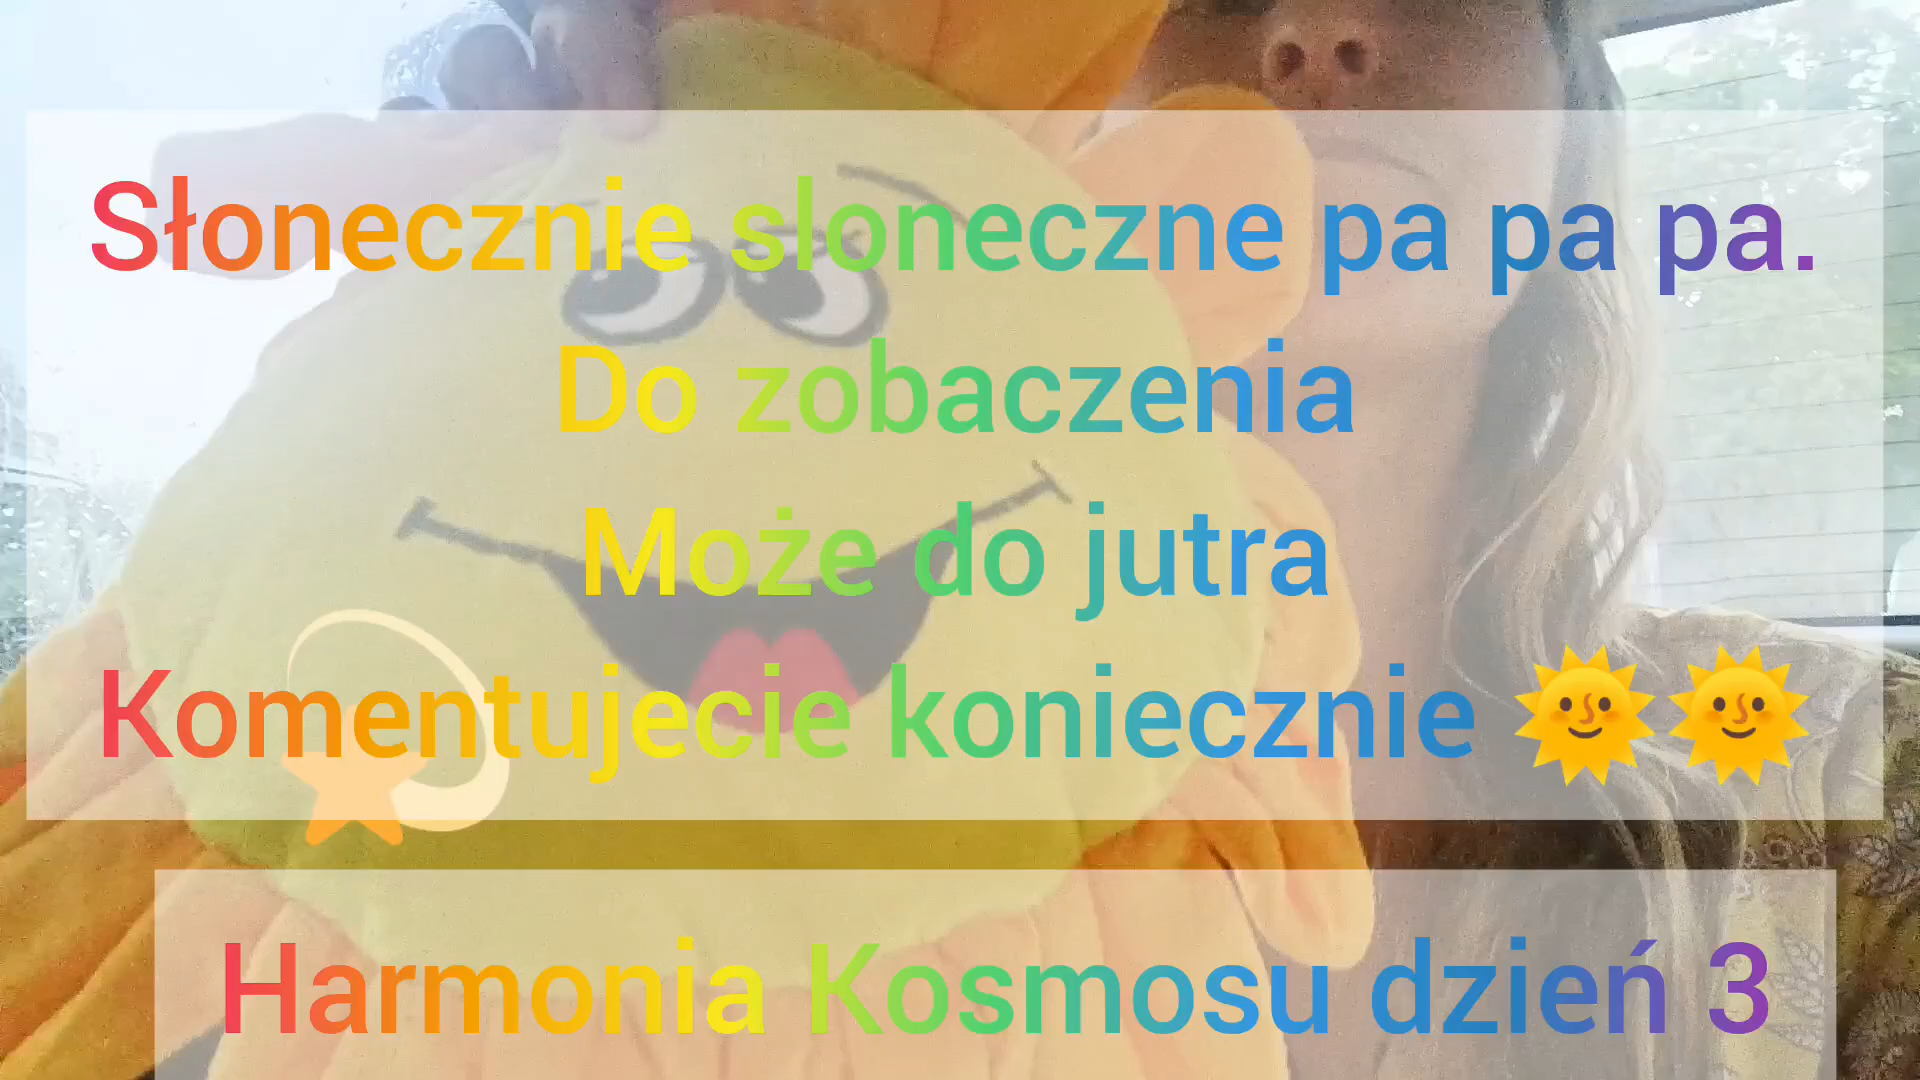 Słonecznie sloneczne pa pa pa.
Do zobaczenia
Może do jutra
Komentujecie koniecznie 🌞🌞
Harmonia Kosmosu dzień 3